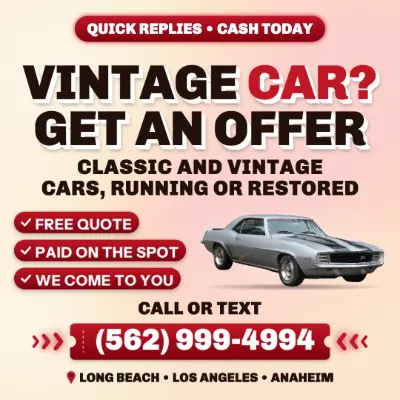 QUICK REPLIES • CASH TODAY
VINTAGE CAR?
GET AN OFFER
CLASSIC AND VINTAGE
CARS, RUNNING OR RESTORED
FREE QUOTE
PAID ON THE SPOT
WE COME TO YOU
CALL OR TEXT
(562) 999-4994
LONG BEACH • LOS ANGELES • ANAHEIM